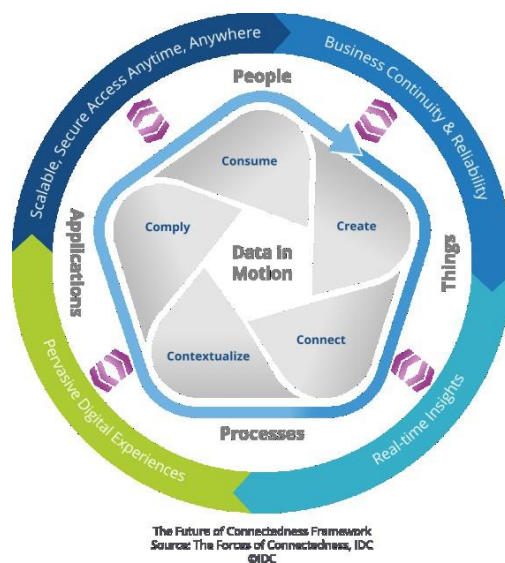 Scalable, Secure Access Anytime, Anywhere
Business Continuity & Reliability
People
Consume
Comply
Create
Applications
Data in
Motion
Things
Contextualize
Connect
Pervasive Digital Experiences
Real-time Insights
Processes
The Future of Connectedness Framework
Source: The Forces of Connectedness, IDC
©IDC